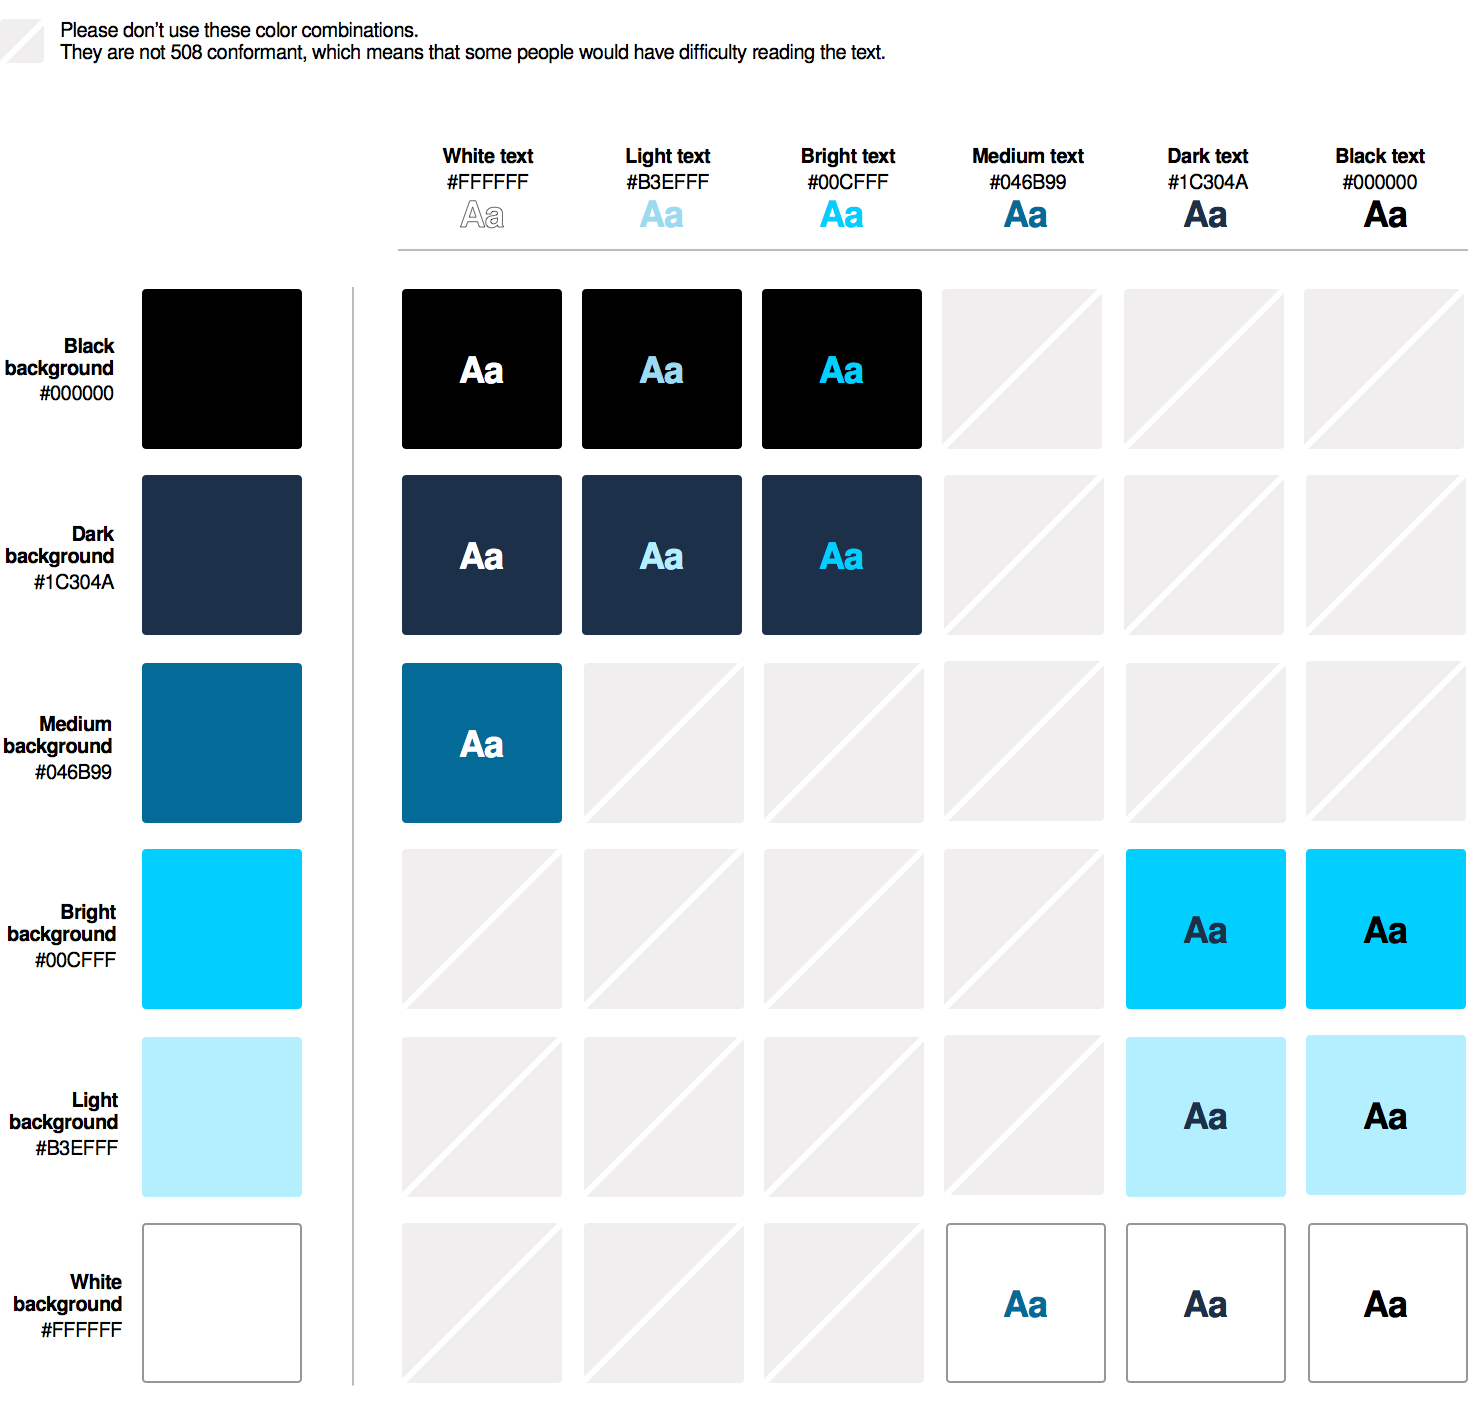 Please don’t use these color combinations.
They are not 508 conformant, which means that some people would have difficulty reading the text.
White text
#FFFFFF
Aa
Light text
#B3EFFF
Aa
Bright text
#00CFFF
Aa
Medium text
#046B99
Aa
Dark text
#1C304A
Aa
Black text
#000000
Aa
Black
background
#000000
Aa
Aa
Aa
Dark
background
#1C304A
Aa
Aa
Aa
Medium
background
#046B99
Aa
Bright
background
#00CFFF
Aa
Aa
Light
background
#B3EFFF
Aa
Aa
White
background
#FFFFFF
Aa
Aa
Aa